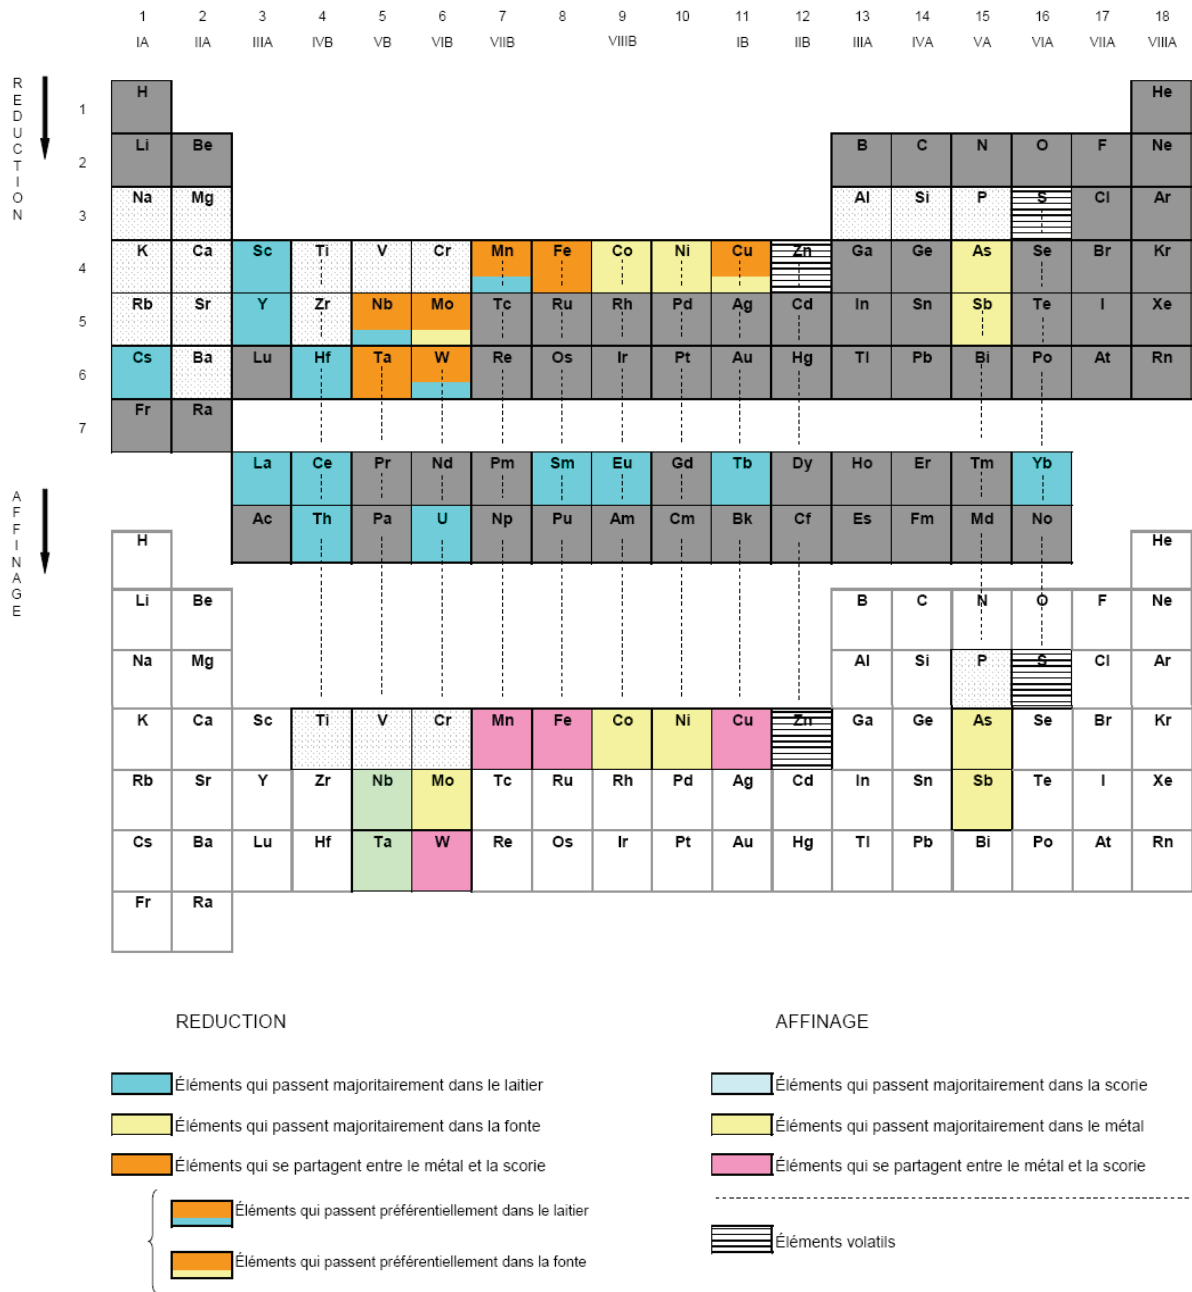 1 2 3 4 5 6 7 8 9 10 11 12 13 14 15 16 17 18
IA IIA IIIA IVB VB VIB VIIB VIIIB IB IIB IIIA IVA VA VIA VIIA VIIIA
REDUCTION
1 H He
2 Li Be B C N O F Ne
3 Na Mg Al Si P S Cl Ar
4 K Ca Sc Ti V Cr Mn Fe Co Ni Cu Zn Ga Ge As Se Br Kr
5 Rb Sr Y Zr Nb Mo Tc Ru Rh Pd Ag Cd In Sn Sb Te I Xe
6 Cs Ba Lu Hf Ta W Re Os Ir Pt Au Hg Tl Pb Bi Po At Rn
7 Fr Ra
La Ce Pr Nd Pm Sm Eu Gd Tb Dy Ho Er Tm Yb
Ac Th Pa U Np Pu Am Cm Bk Cf Es Fm Md No
AFFINAGE
H He
Li Be B C N O F Ne
Na Mg Al Si P S Cl Ar
K Ca Sc Ti V Cr Mn Fe Co Ni Cu Zn Ga Ge As Se Br Kr
Rb Sr Y Zr Nb Mo Tc Ru Rh Pd Ag Cd In Sn Sb Te I Xe
Cs Ba Lu Hf Ta W Re Os Ir Pt Au Hg Tl Pb Bi Po At Rn
Fr Ra
REDUCTION
Éléments qui passent majoritairement dans le laitier
Éléments qui passent majoritairement dans la fonte
Éléments qui se partagent entre le métal et la scorie
Éléments qui passent préférentiellement dans le laitier
Éléments qui passent préférentiellement dans la fonte
AFFINAGE
Éléments qui passent majoritairement dans la scorie
Éléments qui passent majoritairement dans le métal
Éléments qui se partagent entre le métal et la scorie
Éléments volatils